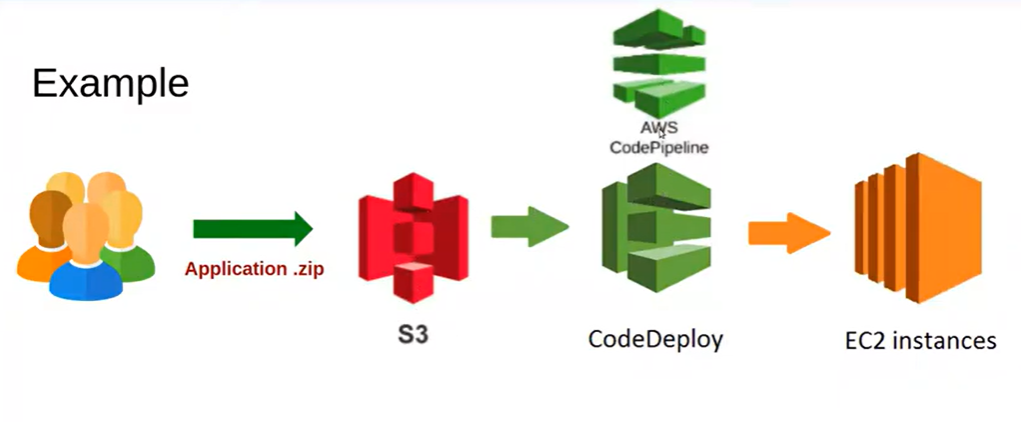 Example
AWS
CodePipeline
Application .zip
S3
CodeDeploy
EC2 instances